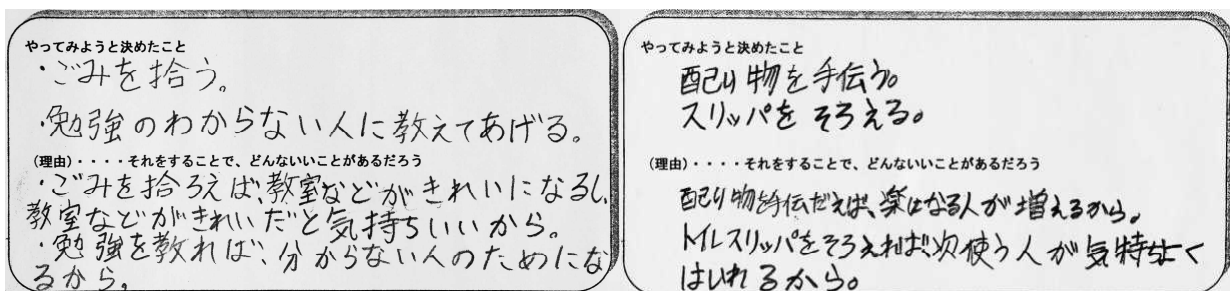 やってみようと決めたこと
・ごみを拾う。
・勉強のわからない人に教えてあげる。
(理由)・・・・それをすることで、どんないいことがあるだろう
・ごみを拾ろえば、教室などがきれいになるし、
教室などがきれいだと気持ちいいから。
・勉強を教れば、分からない人のためにな
るから。
やってみようと決めたこと
配り物を手伝う。
スリッパをそろえる。
(理由)・・・・それをすることで、どんないいことがあるだろう
配り物を手伝だえば、楽になる人が増えるから。
トイレスリッパをそろえれば、次使う人が気持ちよく
はいれるから。